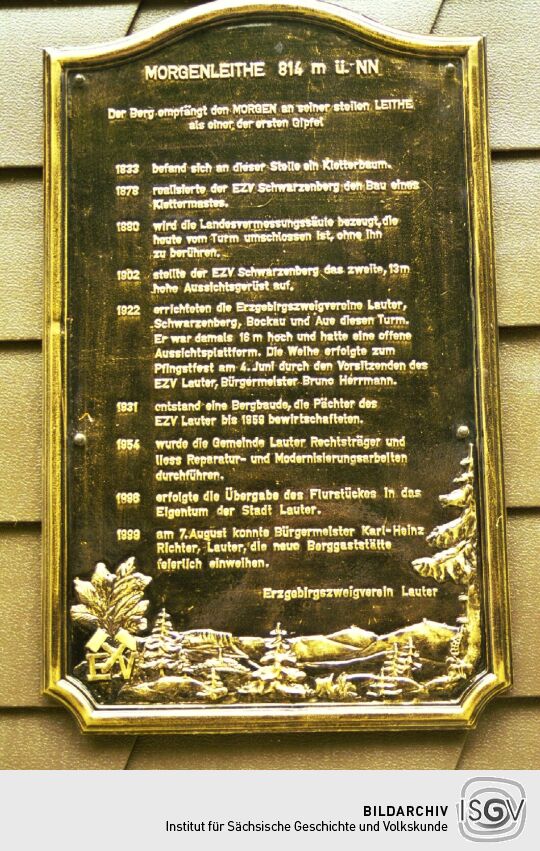 MORGENLEITHE 814 m ü. NN
Der Berg empfängt den MORGEN an seiner steilen LEITHE
als einer der ersten Gipfel
1833 befand sich an dieser Stelle ein Kletterbaum.
1878 realisierte der EZV Schwarzenberg den Bau eines
Klettermastes.
1880 wird die Landesvermessungssäule bezeugt, die
heute vom Turm umschlossen ist, ohne ihn
zu berühren.
1902 stellte der EZV Schwarzenberg das zweite, 13m
hohe Aussichtsgerüst auf.
1922 errichteten die Erzgebirgszweigvereine Lauter,
Schwarzenberg, Bockau und Aue diesen Turm.
Er war damals 16 m hoch und hatte eine offene
Aussichtsplattform. Die Weihe erfolgte zum
Pfingstfest am 4. Juni durch den Vorsitzenden des
EZV Lauter, Bürgermeister Bruno Herrmann.
1931 entstand eine Bergbaude, die Pächter des
EZV Lauter bis 1959 bewirtschafteten.
1954 wurde die Gemeinde Lauter Rechtsträger und
liess Reparatur- und Modernisierungsarbeiten
durchführen.
1998 erfolgte die Übergabe des Flurstückes in das
Eigentum der Stadt Lauter.
1999 am 7. August konnte Bürgermeister Karl-Heinz
Richter, Lauter, die neue Berggaststätte
feierlich einweihen.
Erzgebirgszweigverein Lauter
EV
BILDARCHIV
Institut für Sächsische Geschichte und Volkskunde
ISGV